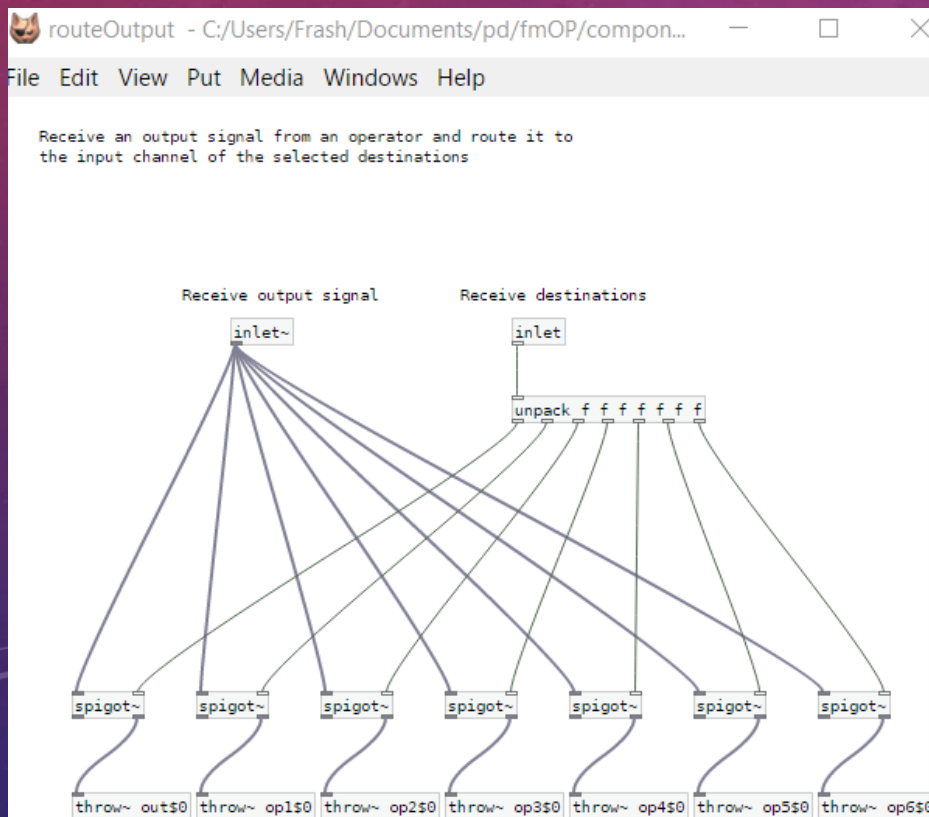 routeOutput - C:/Users/Frash/Documents/pd/fmOP/compon...
File Edit View Put Media Windows Help
Receive an output signal from an operator and route it to
the input channel of the selected destinations
Receive output signal Receive destinations
inlet~ inlet
unpack f f f f f f f
spigot~ spigot~ spigot~ spigot~ spigot~ spigot~ spigot~
throw~ out$0 throw~ op1$0 throw~ op2$0 throw~ op3$0 throw~ op4$0 throw~ op5$0 throw~ op6$0